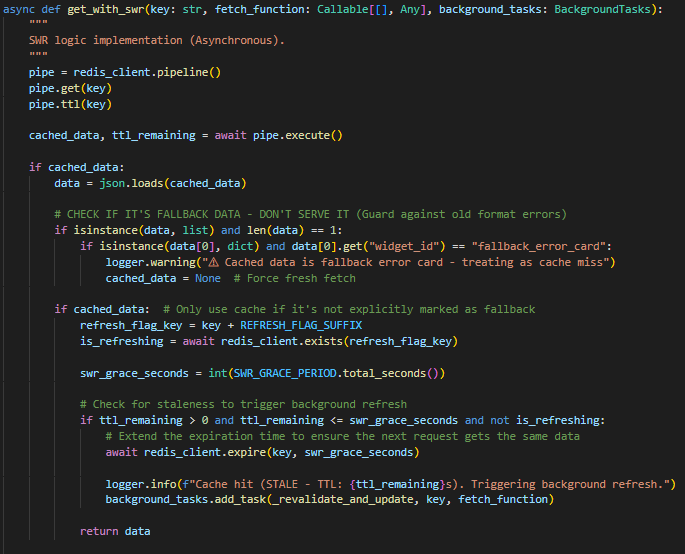 async def get_with_swr(key: str, fetch_function: Callable[[], Any], background_tasks: BackgroundTasks):
    """
    SWR logic implementation (Asynchronous).
    """
    pipe = redis_client.pipeline()
    pipe.get(key)
    pipe.ttl(key)

    cached_data, ttl_remaining = await pipe.execute()

    if cached_data:
        data = json.loads(cached_data)

        # CHECK IF IT'S FALLBACK DATA - DON'T SERVE IT (Guard against old format errors)
        if isinstance(data, list) and len(data) == 1:
            if isinstance(data[0], dict) and data[0].get("widget_id") == "fallback_error_card":
                logger.warning("⚠️ Cached data is fallback error card - treating as cache miss")
                cached_data = None  # Force fresh fetch

        if cached_data:  # Only use cache if it's not explicitly marked as fallback
            refresh_flag_key = key + REFRESH_FLAG_SUFFIX
            is_refreshing = await redis_client.exists(refresh_flag_key)

            swr_grace_seconds = int(SWR_GRACE_PERIOD.total_seconds())

            # Check for staleness to trigger background refresh
            if ttl_remaining > 0 and ttl_remaining <= swr_grace_seconds and not is_refreshing:
                # Extend the expiration time to ensure the next request gets the same data
                await redis_client.expire(key, swr_grace_seconds)

                logger.info(f"Cache hit (STALE - TTL: {ttl_remaining}s). Triggering background refresh.")
                background_tasks.add_task(_revalidate_and_update, key, fetch_function)

            return data